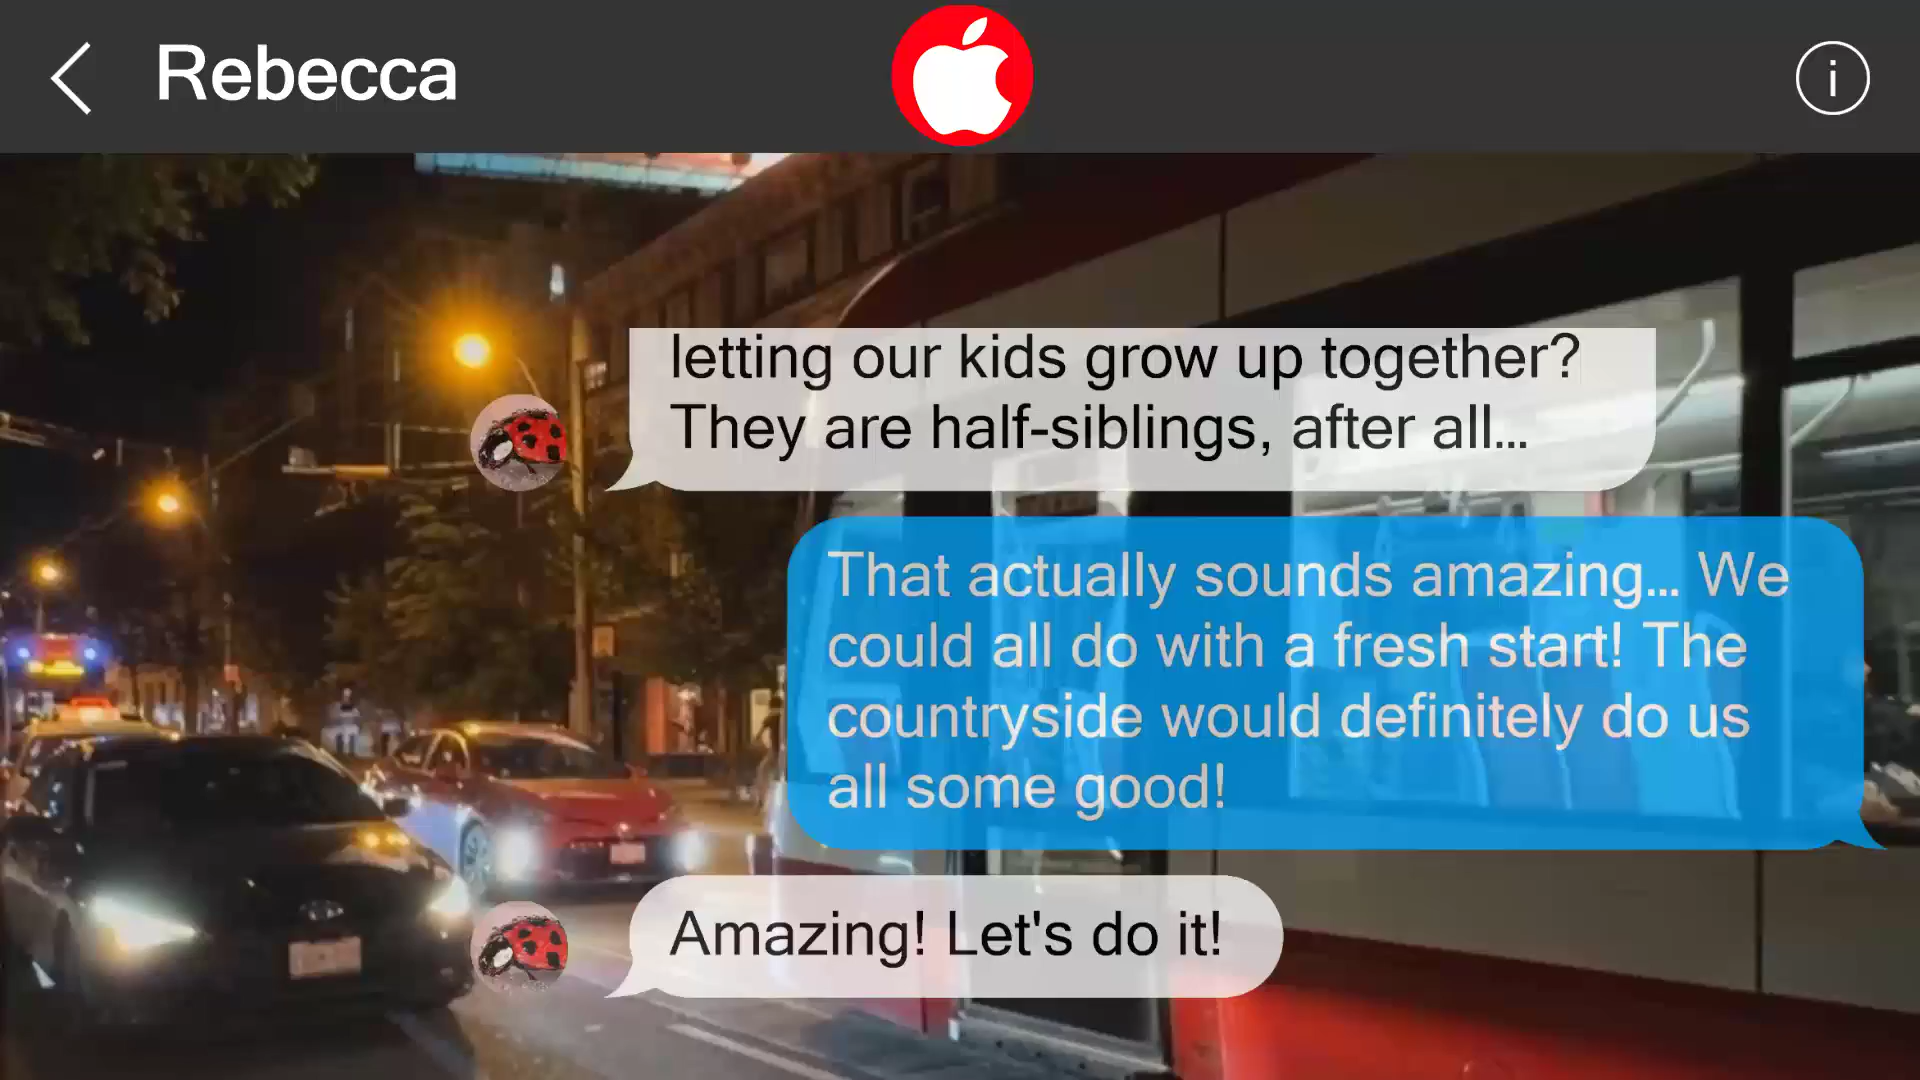 Rebecca
i
letting our kids grow up together?
They are half-siblings, after all...
That actually sounds amazing... We
could all do with a fresh start! The
countryside would definitely do us
all some good!
Amazing! Let's do it!